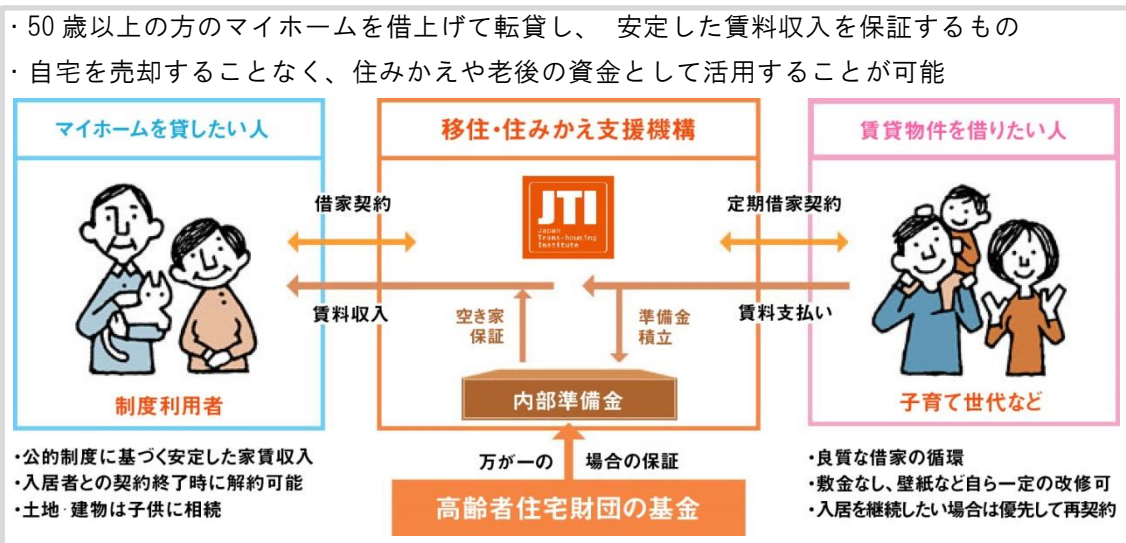 ・50歳以上の方のマイホームを借上げて転貸し、 安定した賃料収入を保証するもの
・自宅を売却することなく、住みかえや老後の資金として活用することが可能
マイホームを貸したい人
移住・住みかえ支援機構
賃貸物件を借りたい人
借家契約
JTI
Japan
Trans-housing
Institute
定期借家契約
賃料収入
空き家
保証
準備金
積立
賃料支払い
制度利用者
内部準備金
子育て世代など
・公的制度に基づく安定した家賃収入
・入居者との契約終了時に解約可能
・土地・建物は子供に相続
万が一の 場合の保証
高齢者住宅財団の基金
・良質な借家の循環
・敷金なし、壁紙など自ら一定の改修可
・入居を継続したい場合は優先して再契約